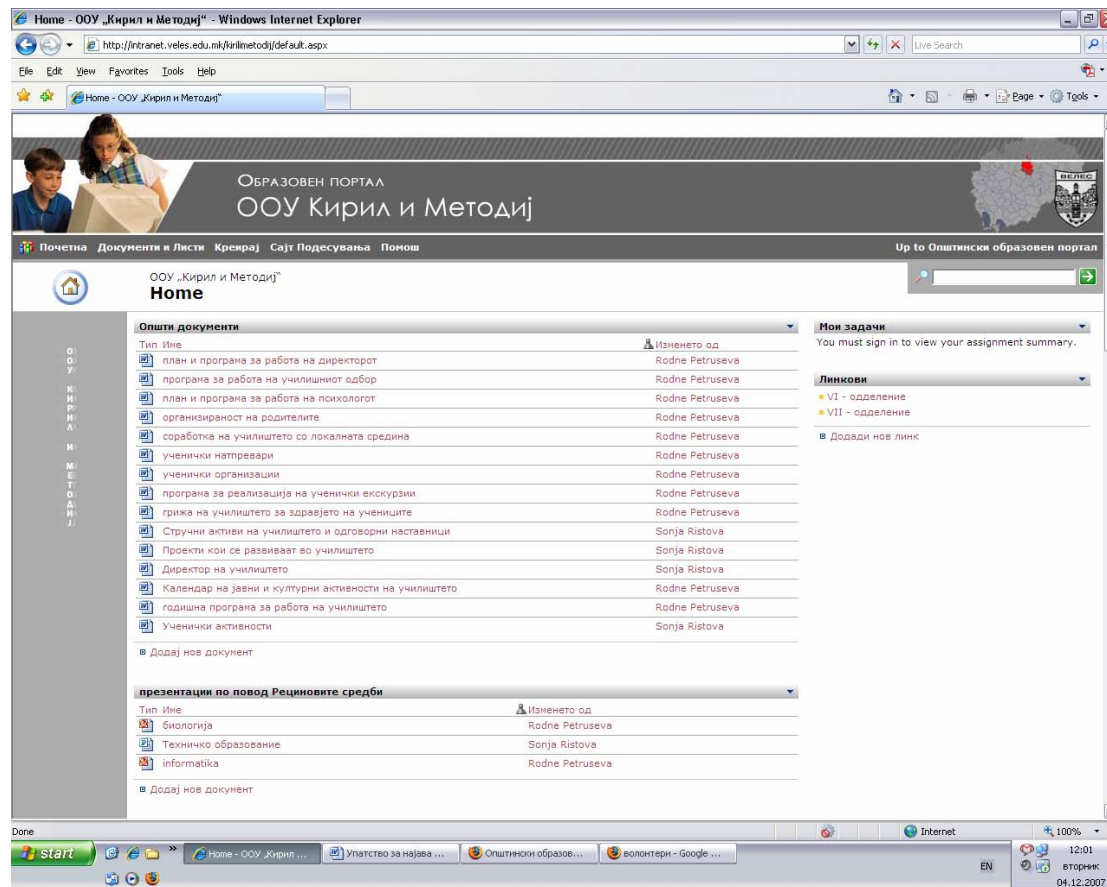 Home - ООУ „Кирил и Методиј“ - Windows Internet Explorer
http://intranet.veles.edu.mk/kirilimetodij/default.aspx
Live Search
File Edit View Favorites Tools Help
Home - ООУ „Кирил и Методиј“
Page Tools
Образовен портал
ООУ Кирил и Методиј
ВЕЛЕС
Почетна Документи и Листи Креирај Сајт Подесувања Помош
Up to Општински образовен портал
ООУ „Кирил и Методиј“
Home
ООУ КИРИЛ И МЕТОДИЈ
Општи документи
Тип Име Изменето од
план и програма за работа на директорот Rodne Petruseva
програма за работа на училишниот одбор Rodne Petruseva
план и програма за работа на психологот Rodne Petruseva
организираност на родителите Rodne Petruseva
соработка на училиштето со локалната средина Rodne Petruseva
ученички натпревари Rodne Petruseva
ученички организации Rodne Petruseva
програма за реализација на ученички екскурзии Rodne Petruseva
грижа на училиштето за здравјето на учениците Rodne Petruseva
Стручни активи на училиштето и одговорни наставници Sonja Ristova
Проекти кои се развиваат во училиштето Sonja Ristova
Директор на училиштето Sonja Ristova
Календар на јавни и културни активности на училиштето Rodne Petruseva
годишна програма за работа на училиштето Rodne Petruseva
Ученички активности Sonja Ristova
Додај нов документ
презентации по повод Рециновите средби
Тип Име Изменето од
биологија Rodne Petruseva
Техничко образование Sonja Ristova
informatika Rodne Petruseva
Додај нов документ
Мои задачи
You must sign in to view your assignment summary.
Линкови
VI - одделение
VII - одделение
Додади нов линк
Done Internet 100%
start Home - ООУ „Кирил ... Упатство за најава ... Општински образов... волонтери - Google ... EN 12:01
вторник
04.12.2007